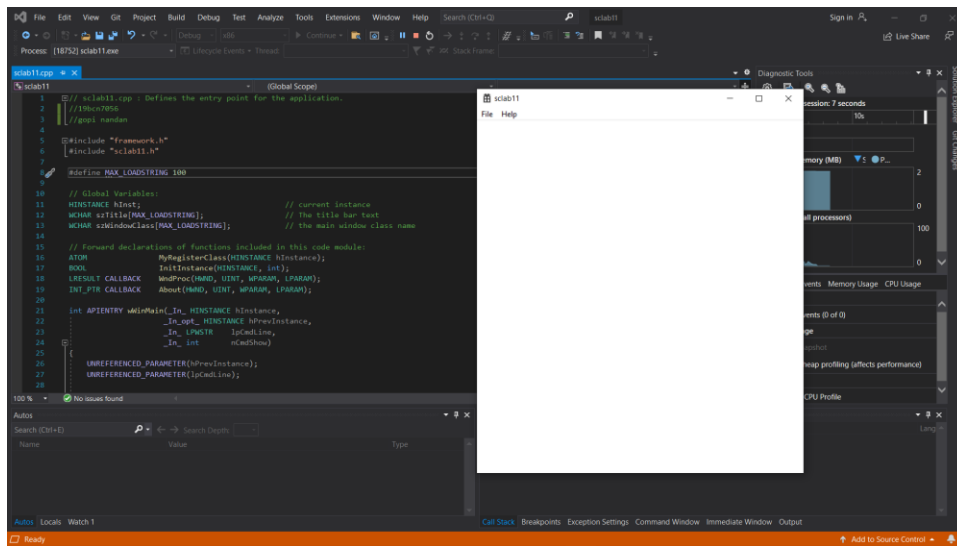 File Edit View Git Project Build Debug Test Analyze Tools Extensions Window Help Search (Ctrl+Q) sclab11 Sign in
Debug x86 Continue Live Share
Process: [18752] sclab11.exe Lifecycle Events Thread: Stack Frame:
sclab11.cpp
sclab11 (Global Scope)
1 // sclab11.cpp : Defines the entry point for the application.
2 //19bcn7056
3 //gopi nandan
4
5 #include "framework.h"
6 #include "sclab11.h"
7
8 #define MAX_LOADSTRING 100
9
10 // Global Variables:
11 HINSTANCE hInst; // current instance
12 WCHAR szTitle[MAX_LOADSTRING]; // The title bar text
13 WCHAR szWindowClass[MAX_LOADSTRING]; // the main window class name
14
15 // Forward declarations of functions included in this code module:
16 ATOM MyRegisterClass(HINSTANCE hInstance);
17 BOOL InitInstance(HINSTANCE, int);
18 LRESULT CALLBACK WndProc(HWND, UINT, WPARAM, LPARAM);
19 INT_PTR CALLBACK About(HWND, UINT, WPARAM, LPARAM);
20
21 int APIENTRY wWinMain(_In_ HINSTANCE hInstance,
22 _In_opt_ HINSTANCE hPrevInstance,
23 _In_ LPWSTR lpCmdLine,
24 _In_ int nCmdShow)
25 {
26 UNREFERENCED_PARAMETER(hPrevInstance);
27 UNREFERENCED_PARAMETER(lpCmdLine);
28
100 % No issues found
sclab11
File Help
Diagnostic Tools
session: 7 seconds
10s
emory (MB) S P...
2
0
all processors)
100
0
vents Memory Usage CPU Usage
vents (0 of 0)
ge
apshot
heap profiling (affects performance)
CPU Profile
Solution Explorer
Git Changes
Autos
Search (Ctrl+E) Search Depth:
Name Value Type
Lang
Autos Locals Watch 1
Call Stack Breakpoints Exception Settings Command Window Immediate Window Output
Ready Add to Source Control